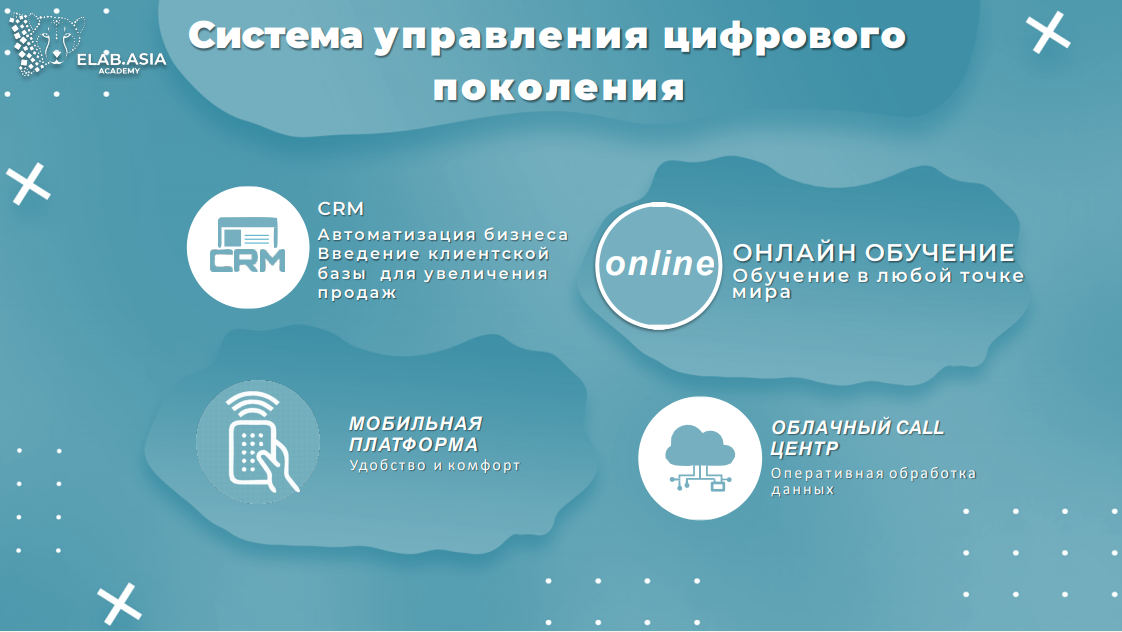 ELAB.ASIA
ACADEMY
Система управления цифрового
поколения
CRM
CRM
Автоматизация бизнеса
Введение клиентской
базы для увеличения
продаж
online
ОНЛАЙН ОБУЧЕНИЕ
Обучение в любой точке
мира
МОБИЛЬНАЯ
ПЛАТФОРМА
Удобство и комфорт
ОБЛАЧНЫЙ CALL
ЦЕНТР
Оперативная обработка
данных